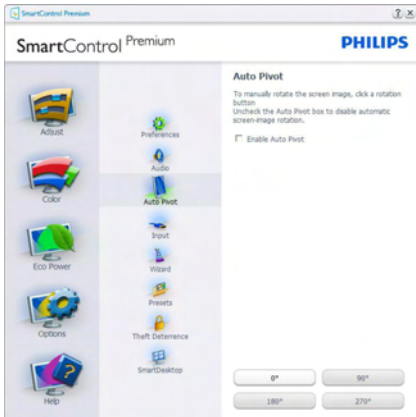 SmartControl Premium
SmartControl Premium
PHILIPS
Adjust
Color
Eco Power
Options
Help
Preferences
Audio
Auto Pivot
Input
Wizard
Presets
Theft Deterrence
SmartDesktop
Auto Pivot
To manually rotate the screen image, click a rotation
button
Uncheck the Auto Pivot box to disable automatic
screen-image rotation.
Enable Auto Pivot
0°
90°
180°
270°